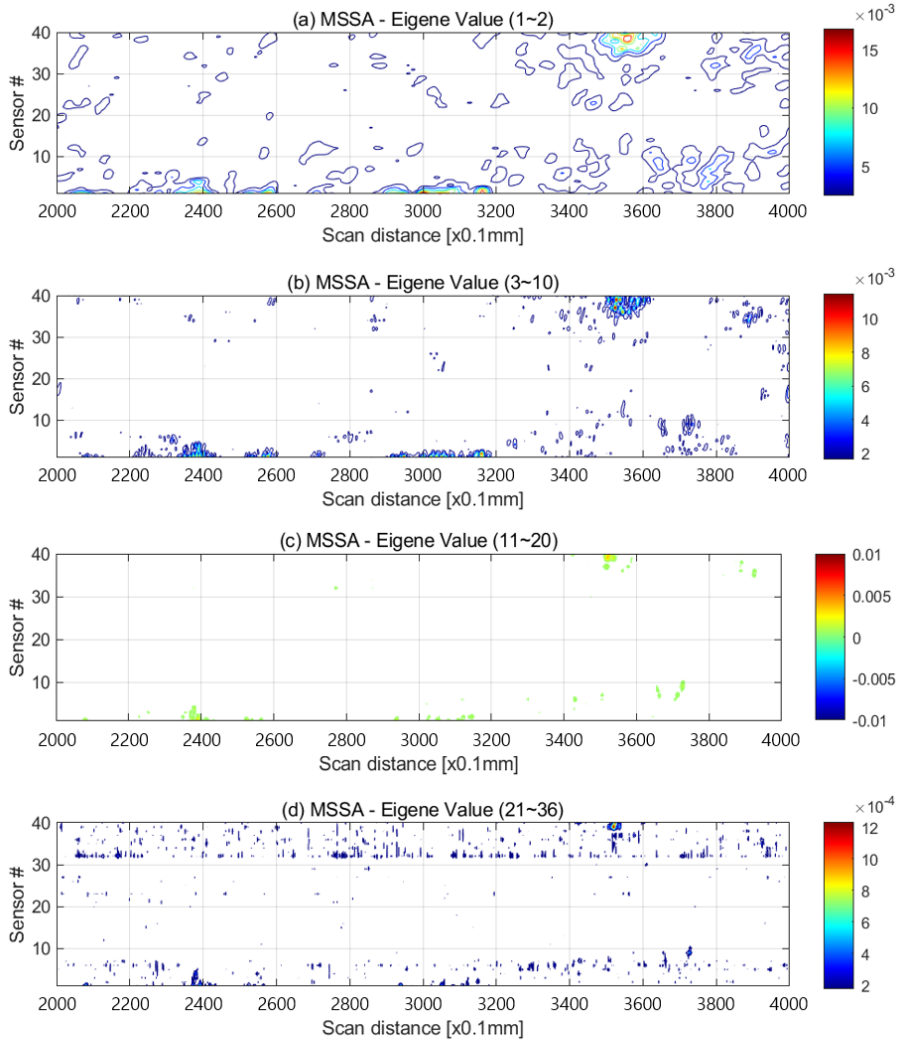 (a) MSSA - Eigene Value (1~2)
×10⁻³
40
30
20
10
Sensor #
2000 2200 2400 2600 2800 3000 3200 3400 3600 3800 4000
Scan distance [x0.1mm]
15
10
5
(b) MSSA - Eigene Value (3~10)
×10⁻³
40
30
20
10
Sensor #
2000 2200 2400 2600 2800 3000 3200 3400 3600 3800 4000
Scan distance [x0.1mm]
10
8
6
4
2
(c) MSSA - Eigene Value (11~20)
40
30
20
10
Sensor #
2000 2200 2400 2600 2800 3000 3200 3400 3600 3800 4000
Scan distance [x0.1mm]
0.01
0.005
0
-0.005
-0.01
(d) MSSA - Eigene Value (21~36)
×10⁻⁴
40
30
20
10
Sensor #
2000 2200 2400 2600 2800 3000 3200 3400 3600 3800 4000
Scan distance [x0.1mm]
12
10
8
6
4
2